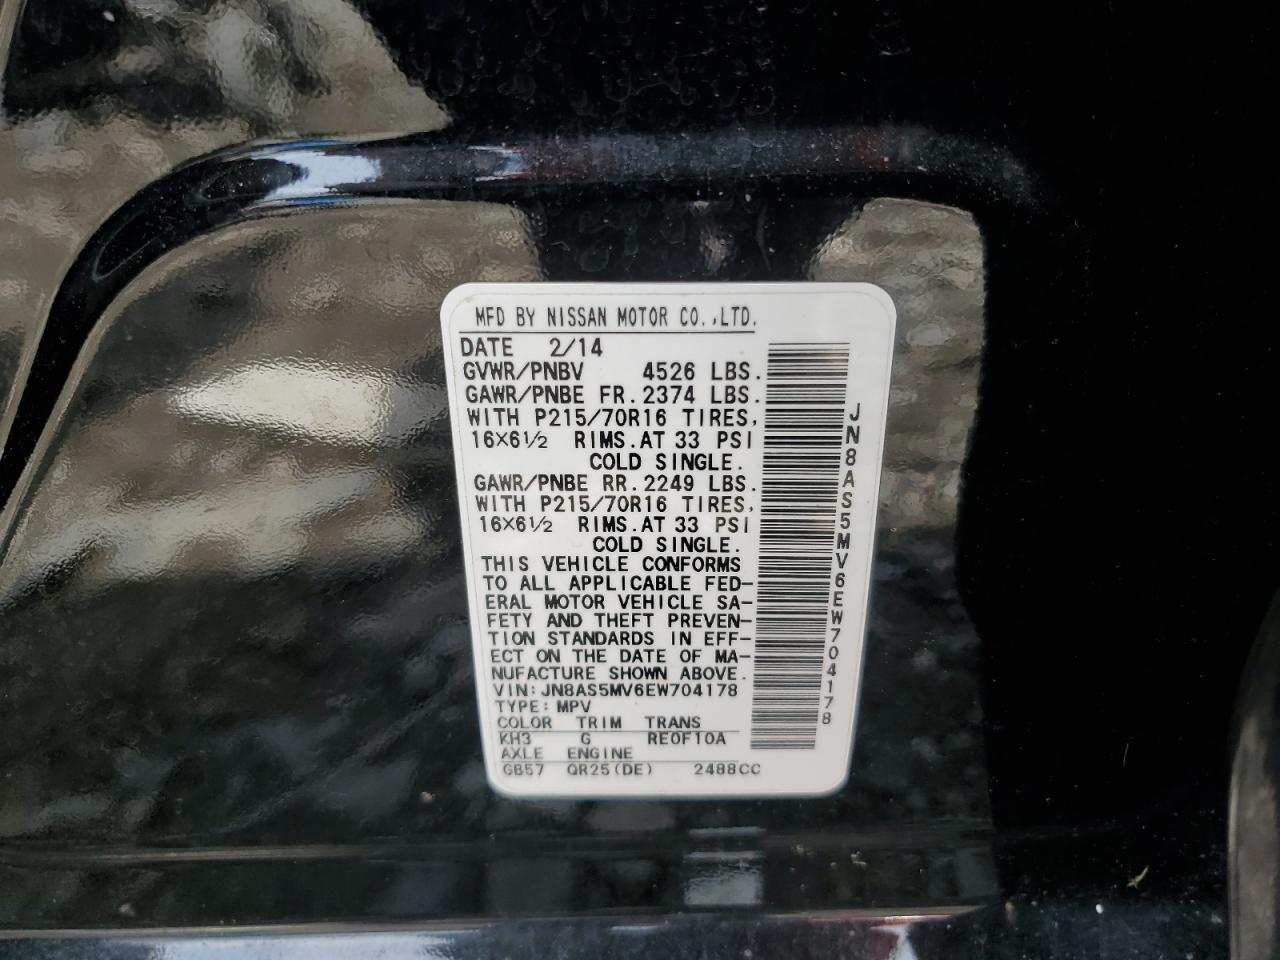 MFD BY NISSAN MOTOR CO.,LTD.
DATE 2/14
GVWR/PNBV 4526 LBS.
GAWR/PNBE FR.2374 LBS.
WITH P215/70R16 TIRES,
16X6½ RIMS.AT 33 PSI
COLD SINGLE.
GAWR/PNBE RR.2249 LBS.
WITH P215/70R16 TIRES,
16X6½ RIMS.AT 33 PSI
COLD SINGLE.
THIS VEHICLE CONFORMS
TO ALL APPLICABLE FED-
ERAL MOTOR VEHICLE SA-
FETY AND THEFT PREVEN-
TION STANDARDS IN EFF-
ECT ON THE DATE OF MA-
NUFACTURE SHOWN ABOVE.
VIN:JN8AS5MV6EW704178
TYPE:MPV
COLOR TRIM TRANS
KH3 G RE0F10A
AXLE ENGINE
GB57 QR25(DE) 2488CC
JN8AS5MV6EW704178